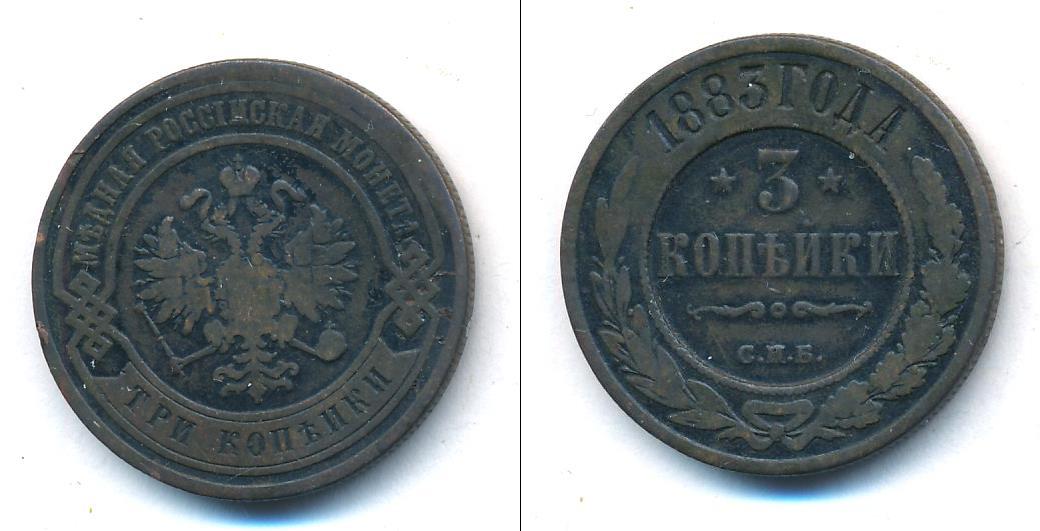 МѢДНАЯ РОССІЙСКАЯ МОНЕТА.
ТРИ КОПѢЙКИ
1883 ГОДА
3
КОПѢЙКИ
С.П.Б.